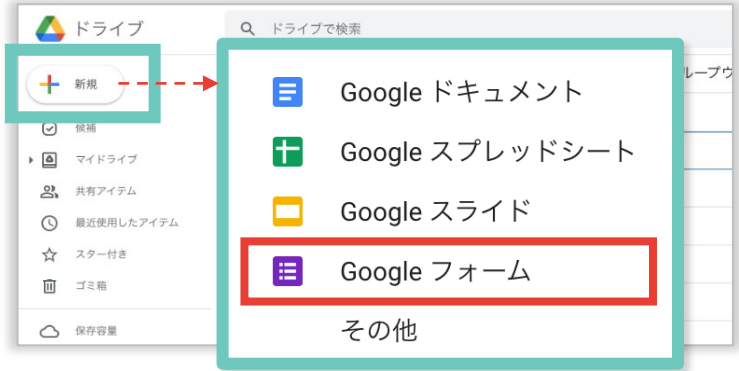 ドライブ
ドライブで検索
新規
候補
マイドライブ
共有アイテム
最近使用したアイテム
スター付き
ゴミ箱
保存容量
Google ドキュメント
Google スプレッドシート
Google スライド
Google フォーム
その他
ループウ